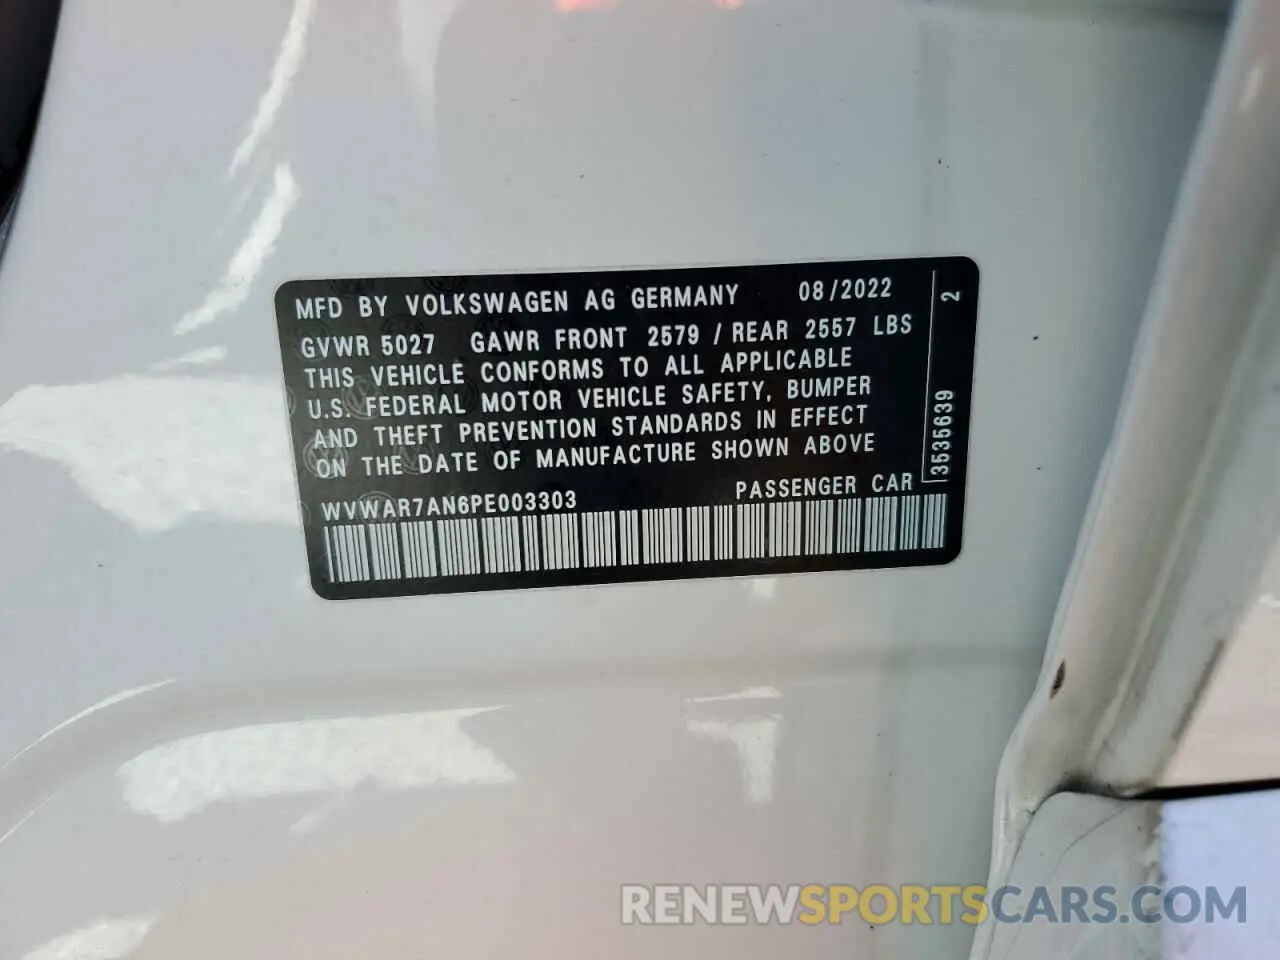 MFD BY VOLKSWAGEN AG GERMANY 08/2022
GVWR 5027 GAWR FRONT 2579 / REAR 2557 LBS
THIS VEHICLE CONFORMS TO ALL APPLICABLE
U.S. FEDERAL MOTOR VEHICLE SAFETY, BUMPER
AND THEFT PREVENTION STANDARDS IN EFFECT
ON THE DATE OF MANUFACTURE SHOWN ABOVE
WVWAR7AN6PE003303 PASSENGER CAR
3535639 2
RENEWSPORTSCARS.COM